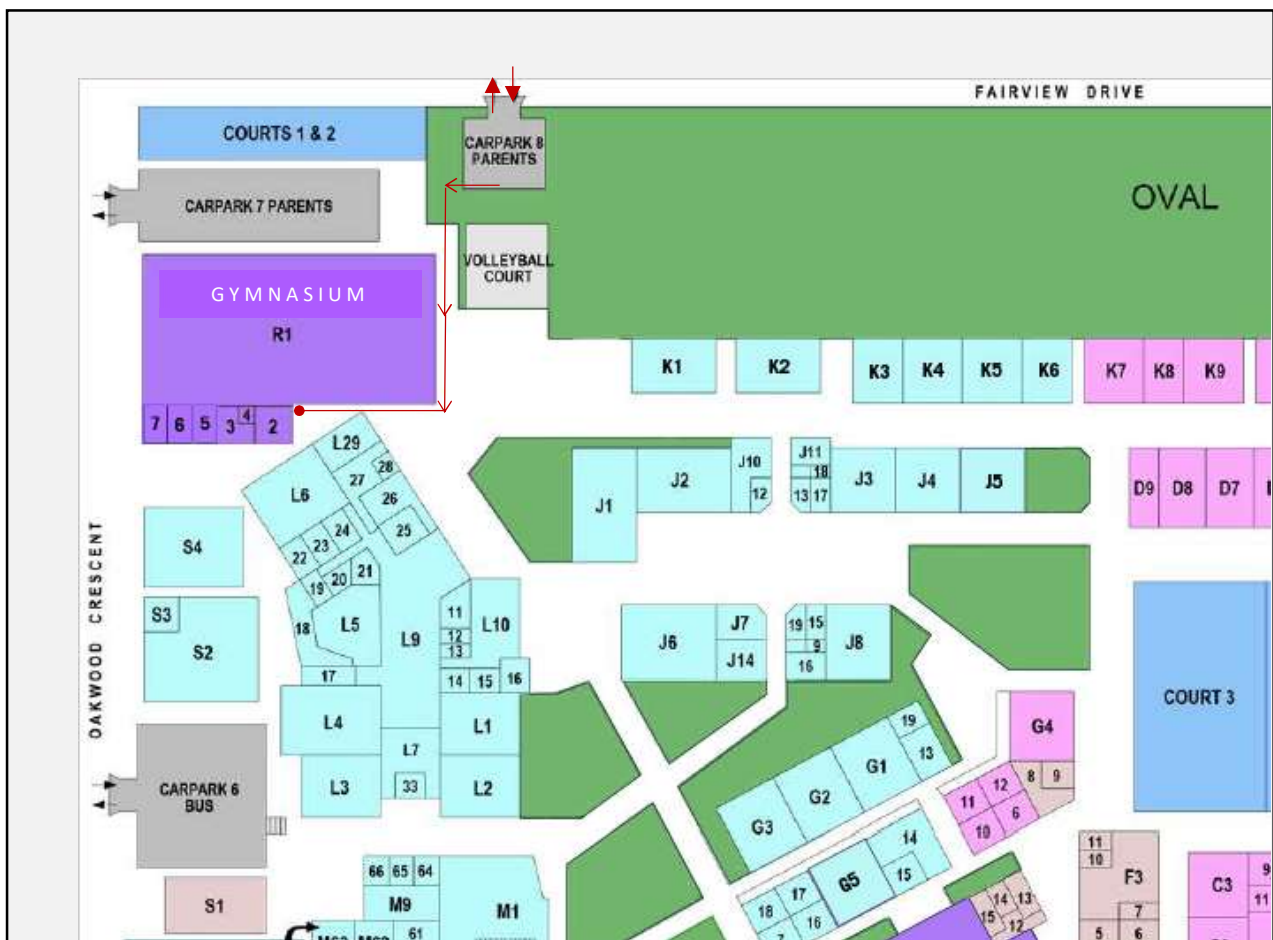 FAIRVIEW DRIVE
COURTS 1 & 2
CARPARK 8
PARENTS
CARPARK 7 PARENTS
OVAL
VOLLEYBALL
COURT
GYMNASIUM
R1
K1
K2
K3
K4
K5
K6
K7
K8
K9
7
6
5
3
4
2
L29
28
27
L6
26
25
24
23
22
21
20
19
18
L5
17
L9
11
12
13
L10
14
15
16
L4
L1
L7
33
L3
L2
J1
J2
J10
12
J11
18
13
17
J3
J4
J5
D9
D8
D7
S4
S3
S2
OAKWOOD CRESCENT
J6
J7
J14
19
15
9
16
J8
COURT 3
G4
19
13
G1
G2
G3
8
9
12
11
6
10
CARPARK 6
BUS
S1
66
65
64
M9
61
M1
14
15
G5
17
18
16
7
14
13
15
12
11
10
F3
7
5
6
C3
9
11